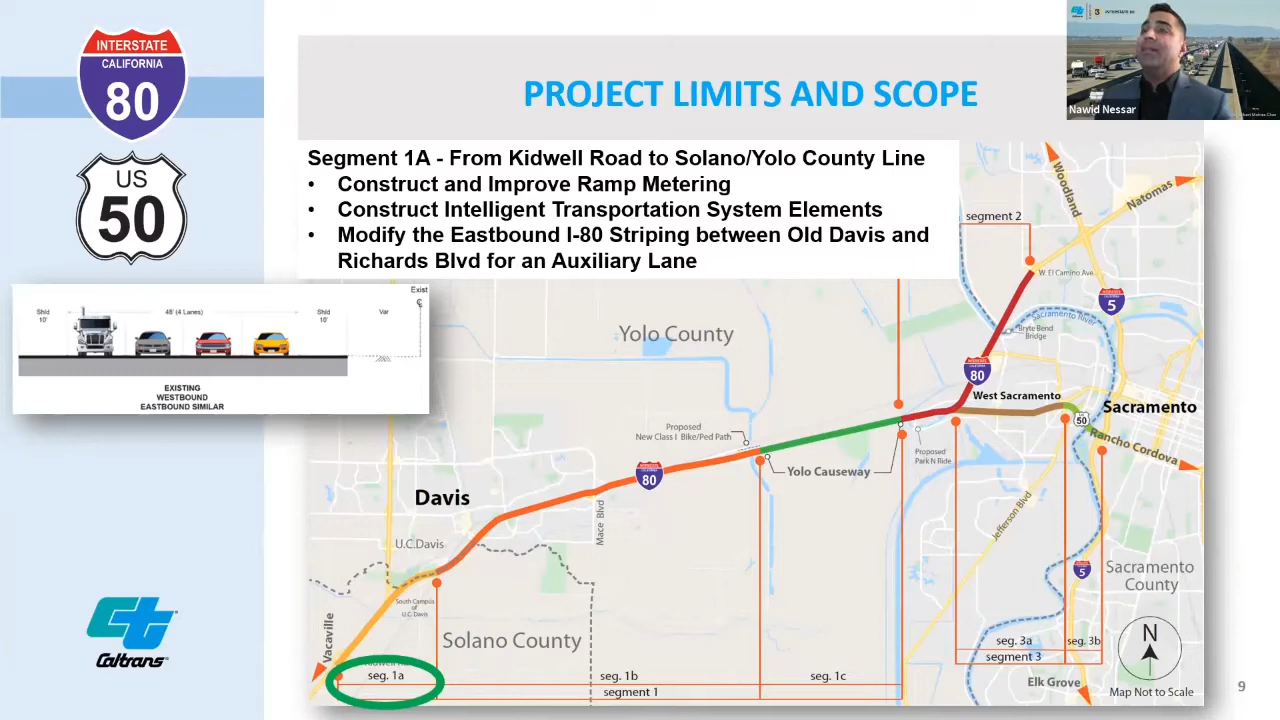 INTERSTATE
CALIFORNIA
80
US
50
PROJECT LIMITS AND SCOPE
3 INTERSTATE 80
Nawid Nessar
Segment 1A - From Kidwell Road to Solano/Yolo County Line
• Construct and Improve Ramp Metering
• Construct Intelligent Transportation System Elements
• Modify the Eastbound I-80 Striping between Old Davis and
Richards Blvd for an Auxiliary Lane
Exist
Shld
10'
48' (4 Lanes)
Shld
10'
Var
EXISTING
WESTBOUND
EASTBOUND SIMILAR
Woodland
Natomas
segment 2
W. El Camino Ave.
5
Sacramento River
Bryte Bend
Bridge
Yolo County
80
West Sacramento
Sacramento
50
Rancho Cordova
Proposed
New Class I Bike/Ped Path
Proposed
Park N Ride
Yolo Causeway
80
Davis
Mace Blvd
Jefferson Blvd
U.C.Davis
South Campus
of
U.C. Davis
5
Sacramento
County
Solano County
Vacaville
seg. 1a
seg. 1b
seg. 1c
segment 1
seg. 3a
seg. 3b
segment 3
Elk Grove
N
Map Not to Scale
Caltrans
9